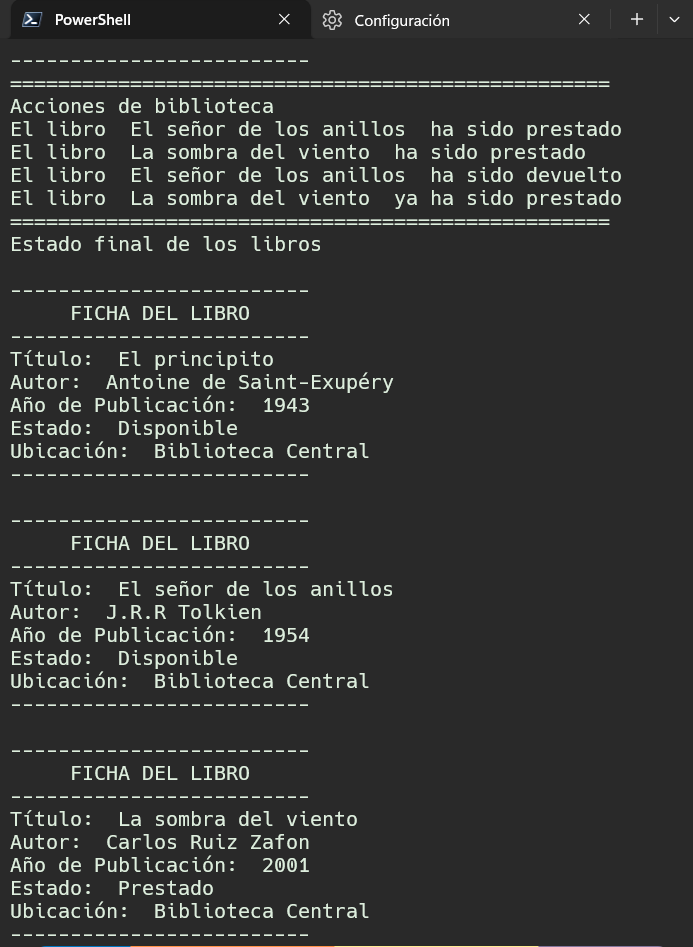 PowerShell
Configuración
-------------------------
==================================================
Acciones de biblioteca
El libro  El señor de los anillos  ha sido prestado
El libro  La sombra del viento  ha sido prestado
El libro  El señor de los anillos  ha sido devuelto
El libro  La sombra del viento  ya ha sido prestado
==================================================
Estado final de los libros
-------------------------
     FICHA DEL LIBRO
-------------------------
Título:  El principito
Autor:  Antoine de Saint-Exupéry
Año de Publicación:  1943
Estado:  Disponible
Ubicación:  Biblioteca Central
-------------------------
-------------------------
     FICHA DEL LIBRO
-------------------------
Título:  El señor de los anillos
Autor:  J.R.R Tolkien
Año de Publicación:  1954
Estado:  Disponible
Ubicación:  Biblioteca Central
-------------------------
-------------------------
     FICHA DEL LIBRO
-------------------------
Título:  La sombra del viento
Autor:  Carlos Ruiz Zafon
Año de Publicación:  2001
Estado:  Prestado
Ubicación:  Biblioteca Central
-------------------------